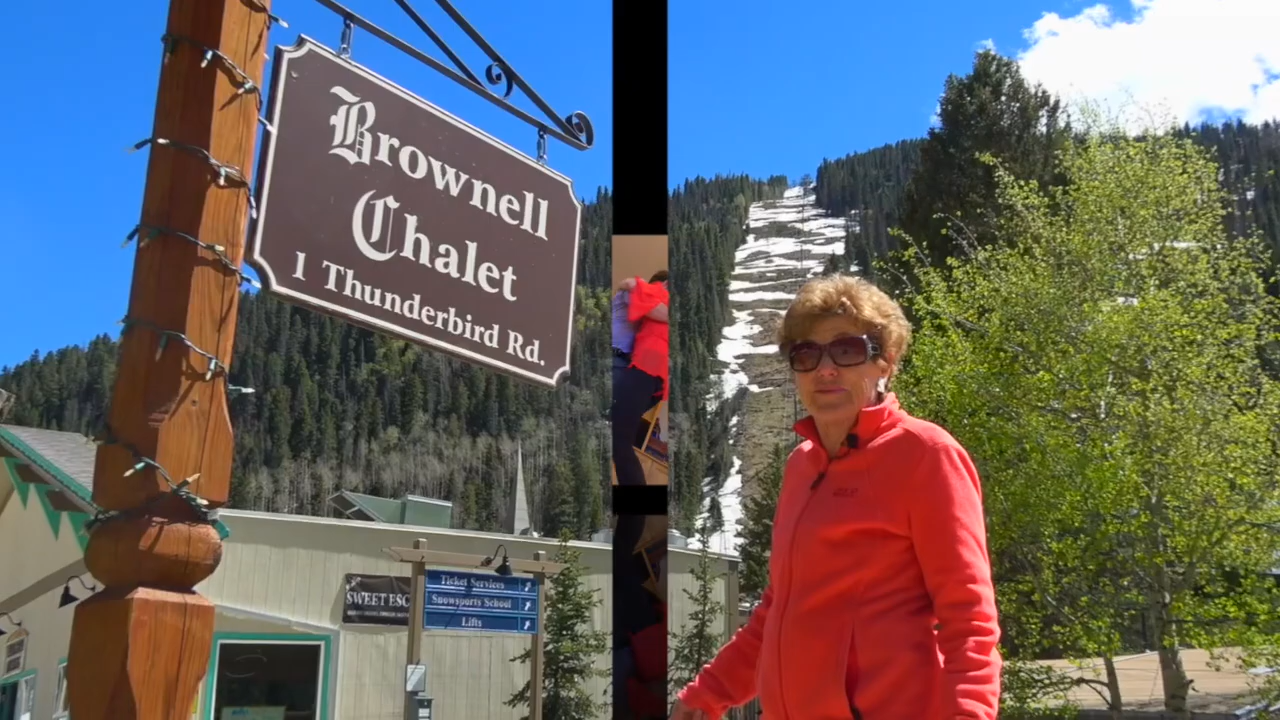 Brownell
Chalet
1 Thunderbird Rd.
SWEET ESC
Ticket Services
Snowsports School
Lifts